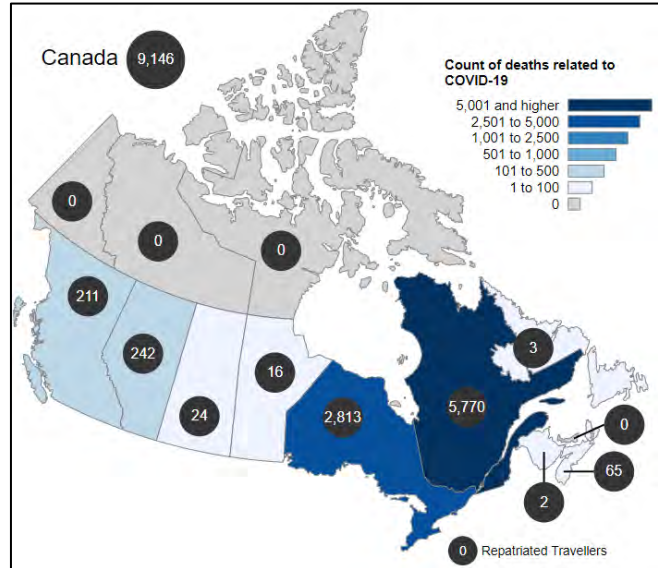 Canada
9,146
Count of deaths related to
COVID-19
5,001 and higher
2,501 to 5,000
1,001 to 2,500
501 to 1,000
101 to 500
1 to 100
0
0
0
0
211
242
24
16
2,813
5,770
3
0
65
2
0 Repatriated Travellers